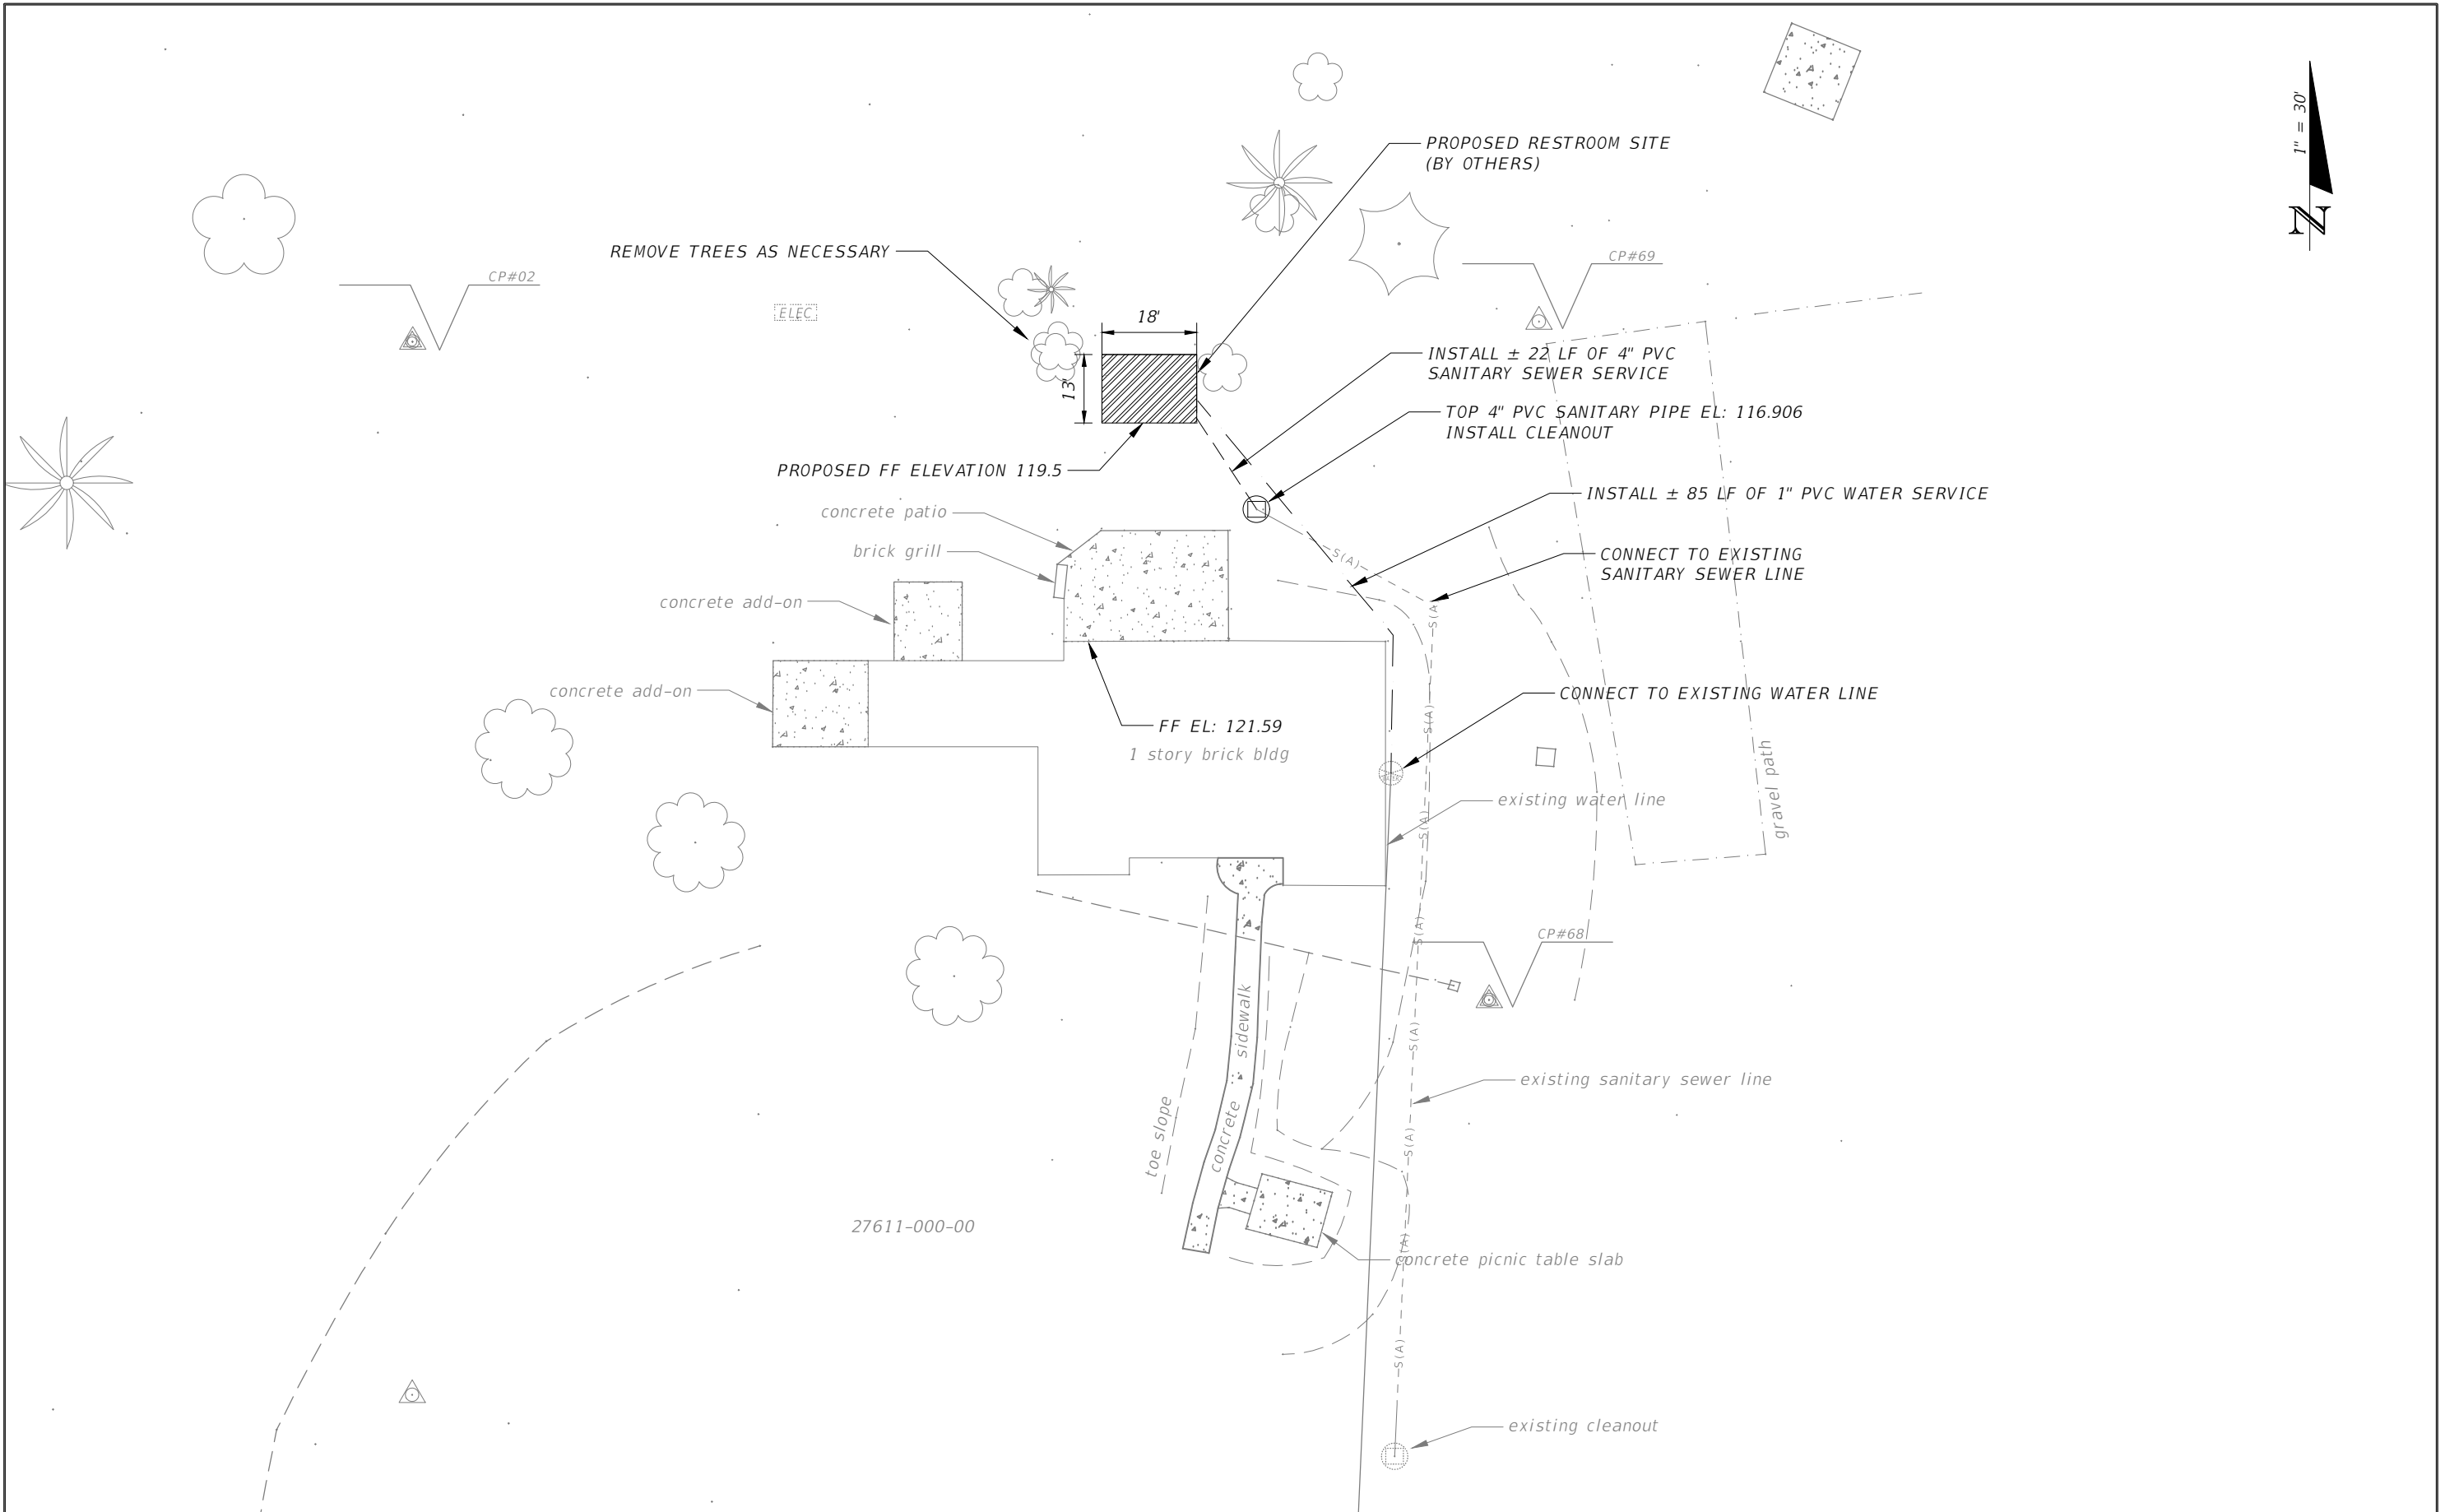 1" = 30'
N
PROPOSED RESTROOM SITE
(BY OTHERS)
REMOVE TREES AS NECESSARY
CP#02
CP#69
ELEC
18'
13'
INSTALL ± 22 LF OF 4" PVC
SANITARY SEWER SERVICE
TOP 4" PVC SANITARY PIPE EL: 116.906
INSTALL CLEANOUT
PROPOSED FF ELEVATION 119.5
INSTALL ± 85 LF OF 1" PVC WATER SERVICE
concrete patio
brick grill
S(A)
CONNECT TO EXISTING
SANITARY SEWER LINE
concrete add-on
S(A
concrete add-on
CONNECT TO EXISTING WATER LINE
FF EL: 121.59
1 story brick bldg
S(A)
gravel path
existing water line
S(A)
S(A)
CP#68
concrete sidewalk
S(A)
existing sanitary sewer line
toe slope
S(A)
27611-000-00
S(A)
concrete picnic table slab
S(A)
existing cleanout